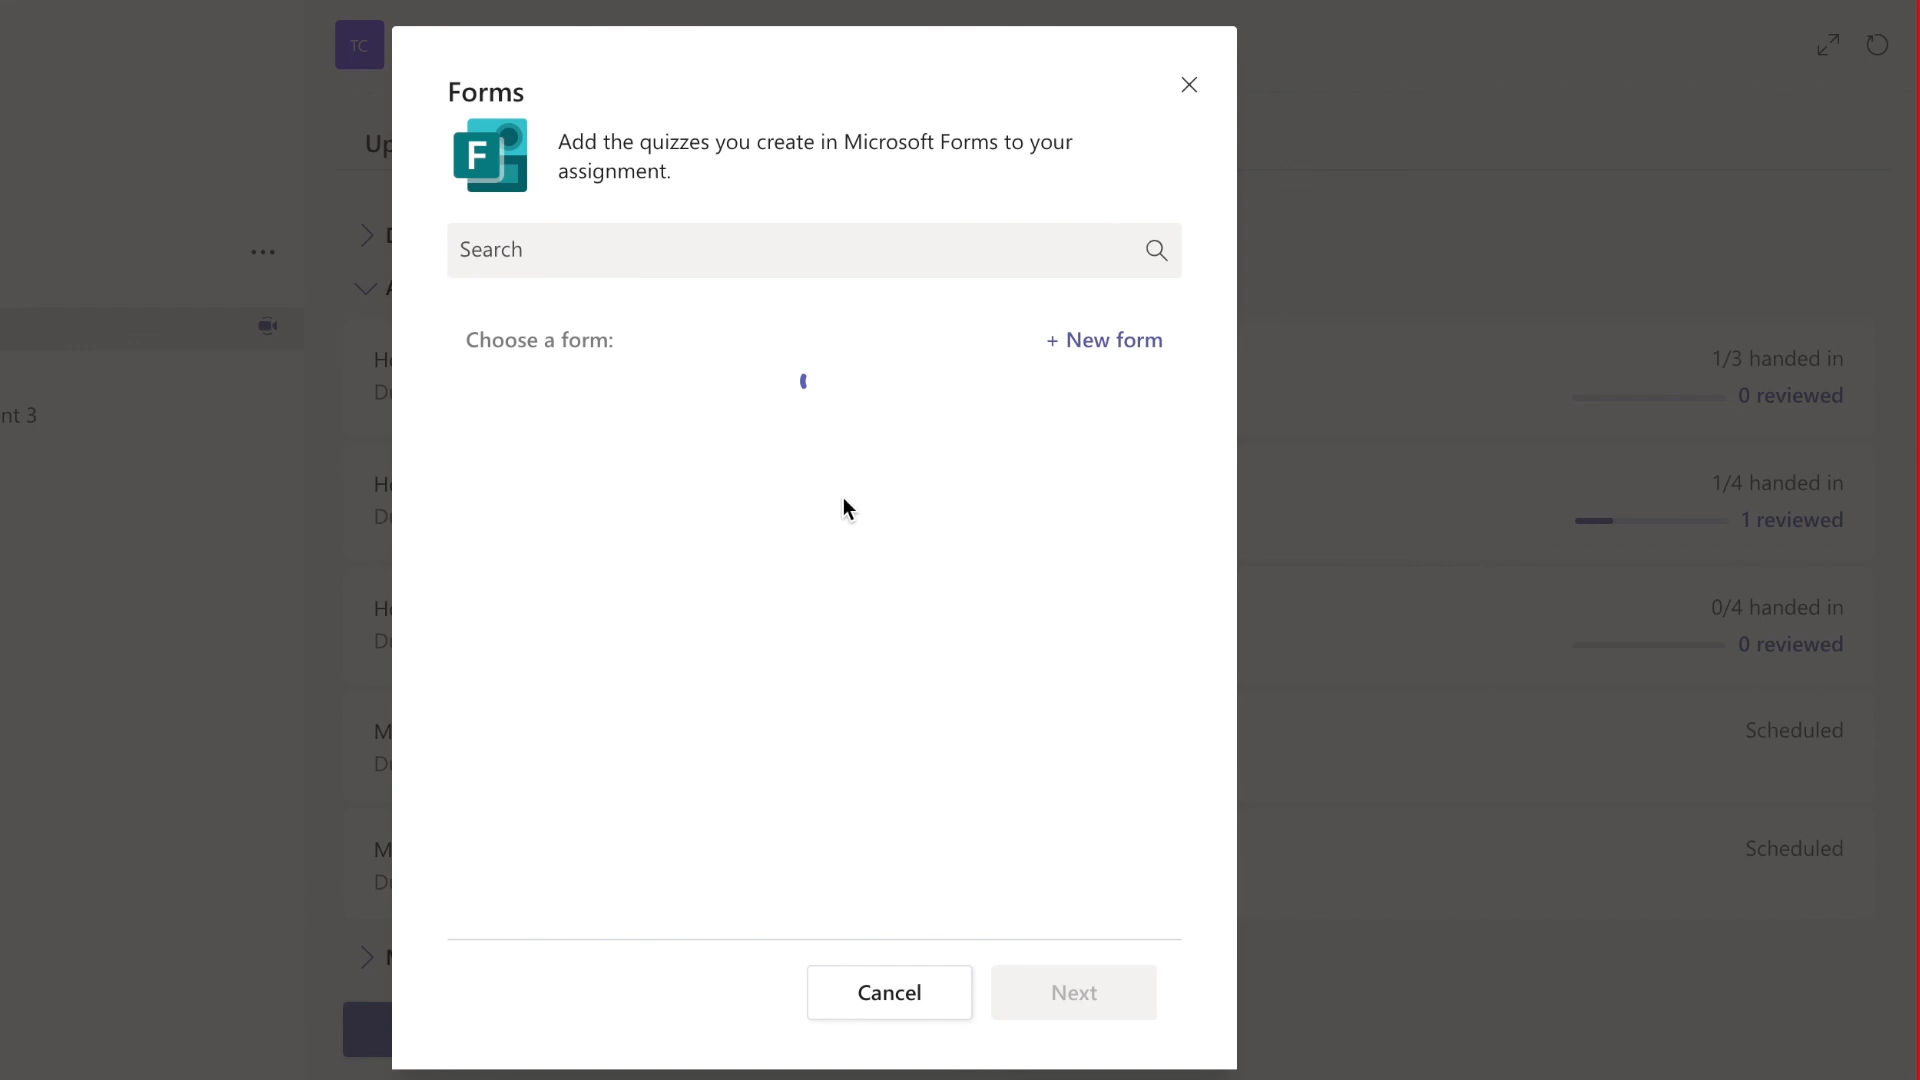 TC
Forms
F
Add the quizzes you create in Microsoft Forms to your
assignment.
Search
Choose a form:
+ New form
Cancel
Next
nt 3
1/3 handed in
0 reviewed
1/4 handed in
1 reviewed
0/4 handed in
0 reviewed
Scheduled
Scheduled